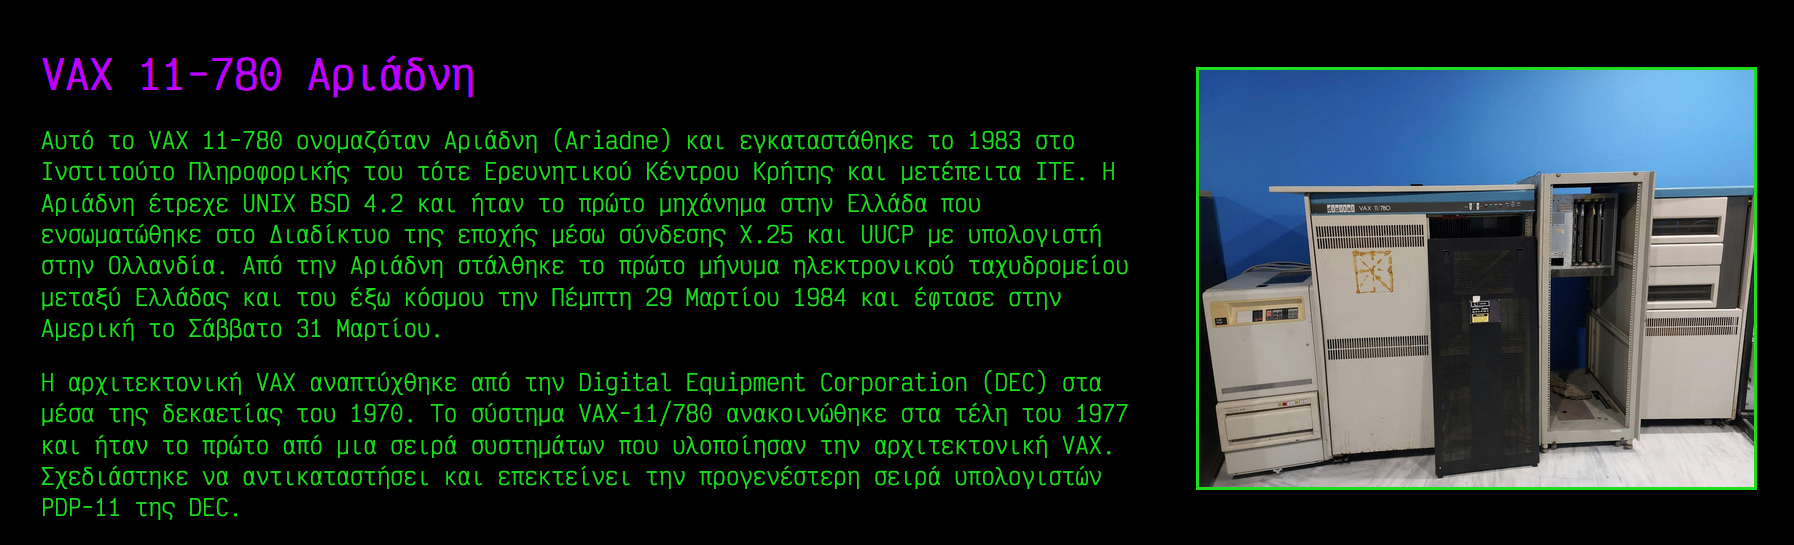 VAX 11-780 Αριάδνη
Αυτό το VAX 11-780 ονομαζόταν Αριάδνη (Ariadne) και εγκαταστάθηκε το 1983 στο
Ινστιτούτο Πληροφορικής του τότε Ερευνητικού Κέντρου Κρήτης και μετέπειτα ΙΤΕ. Η
Αριάδνη έτρεχε UNIX BSD 4.2 και ήταν το πρώτο μηχάνημα στην Ελλάδα που
ενσωματώθηκε στο Διαδίκτυο της εποχής μέσω σύνδεσης X.25 και UUCP με υπολογιστή
στην Ολλανδία. Από την Αριάδνη στάλθηκε το πρώτο μήνυμα ηλεκτρονικού ταχυδρομείου
μεταξύ Ελλάδας και του έξω κόσμου την Πέμπτη 29 Μαρτίου 1984 και έφτασε στην
Αμερική το Σάββατο 31 Μαρτίου.
Η αρχιτεκτονική VAX αναπτύχθηκε από την Digital Equipment Corporation (DEC) στα
μέσα της δεκαετίας του 1970. Το σύστημα VAX-11/780 ανακοινώθηκε στα τέλη του 1977
και ήταν το πρώτο από μια σειρά συστημάτων που υλοποίησαν την αρχιτεκτονική VAX.
Σχεδιάστηκε να αντικαταστήσει και επεκτείνει την προγενέστερη σειρά υπολογιστών
PDP-11 της DEC.
digital VAX 11/780